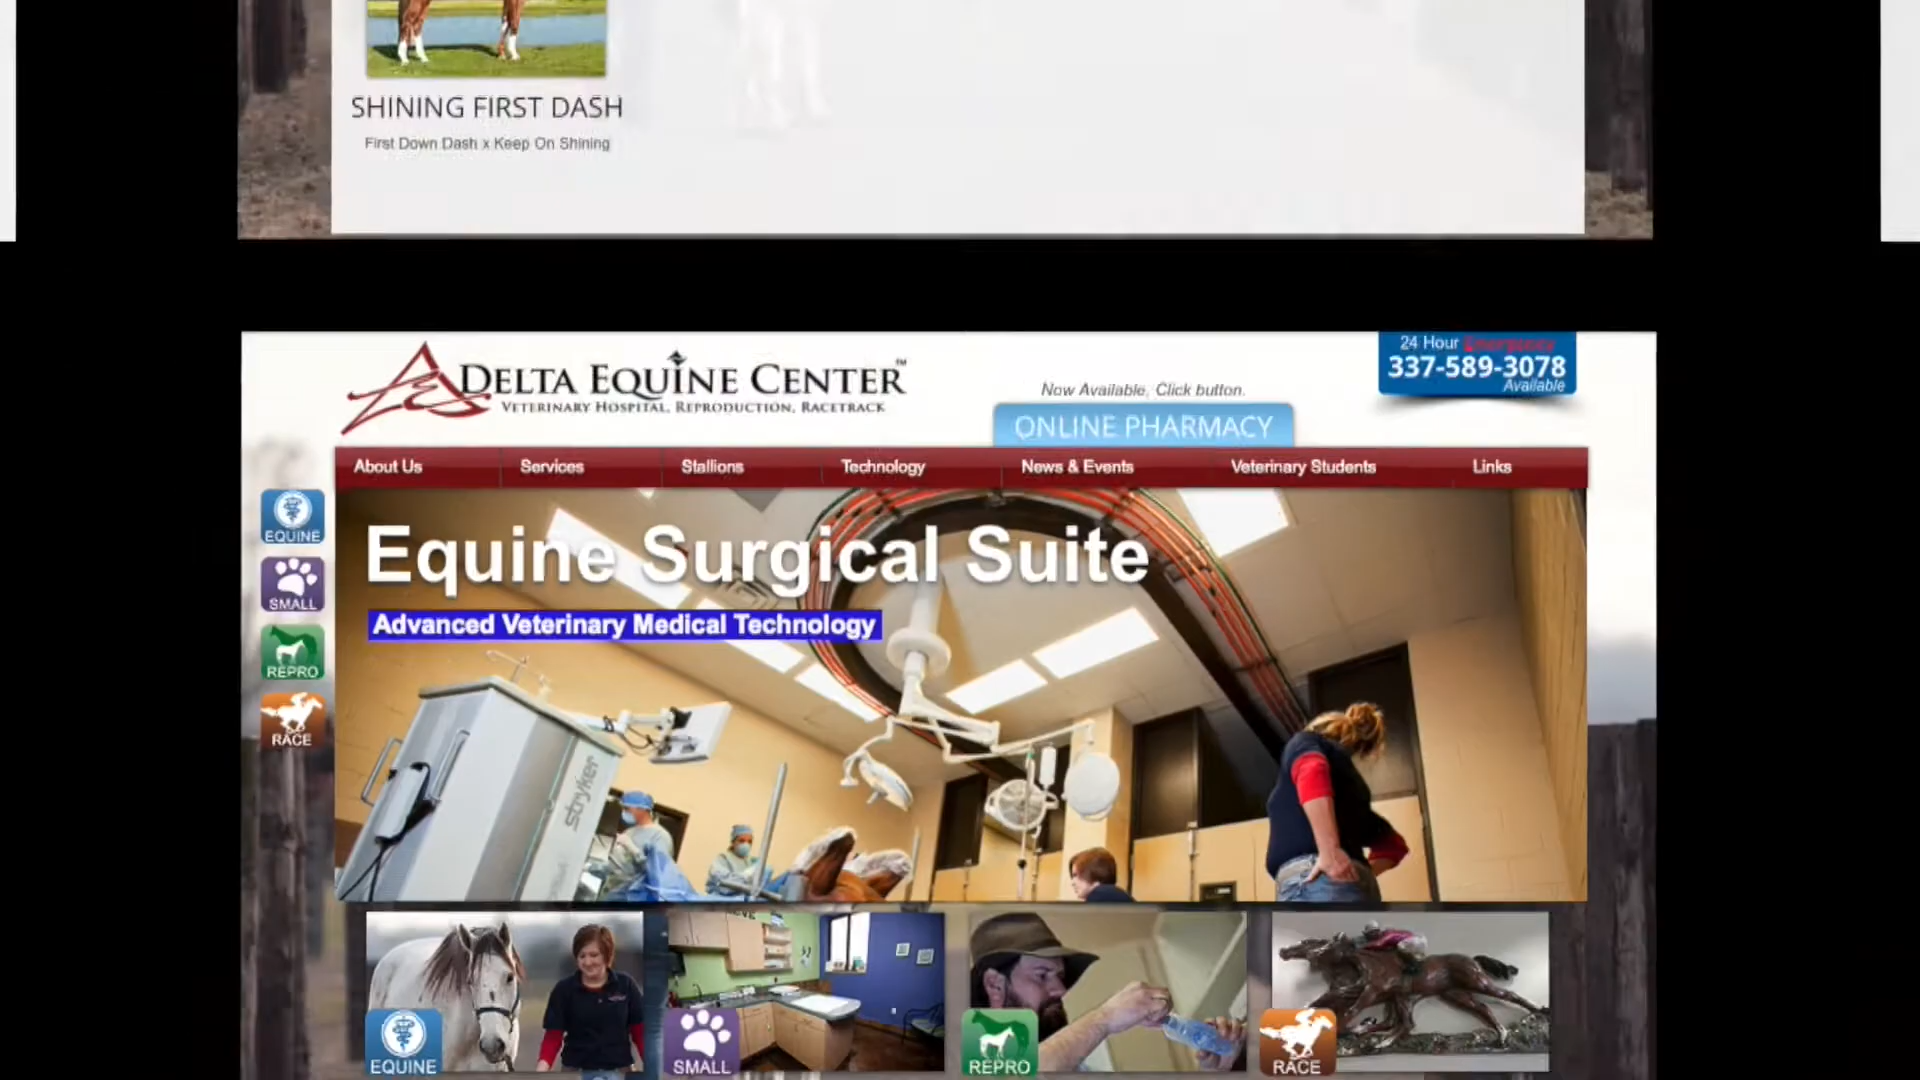 SHINING FIRST DASH
First Down Dash x Keep On Shining
DELTA EQUINE CENTER™
VETERINARY HOSPITAL, REPRODUCTION, RACETRACK
Now Available, Click button.
ONLINE PHARMACY
24 Hour Emergency
337-589-3078
Available
About Us Services Stallions Technology News & Events Veterinary Students Links
EQUINE
SMALL
REPRO
RACE
Equine Surgical Suite
Advanced Veterinary Medical Technology
stryker
EQUINE SMALL REPRO RACE